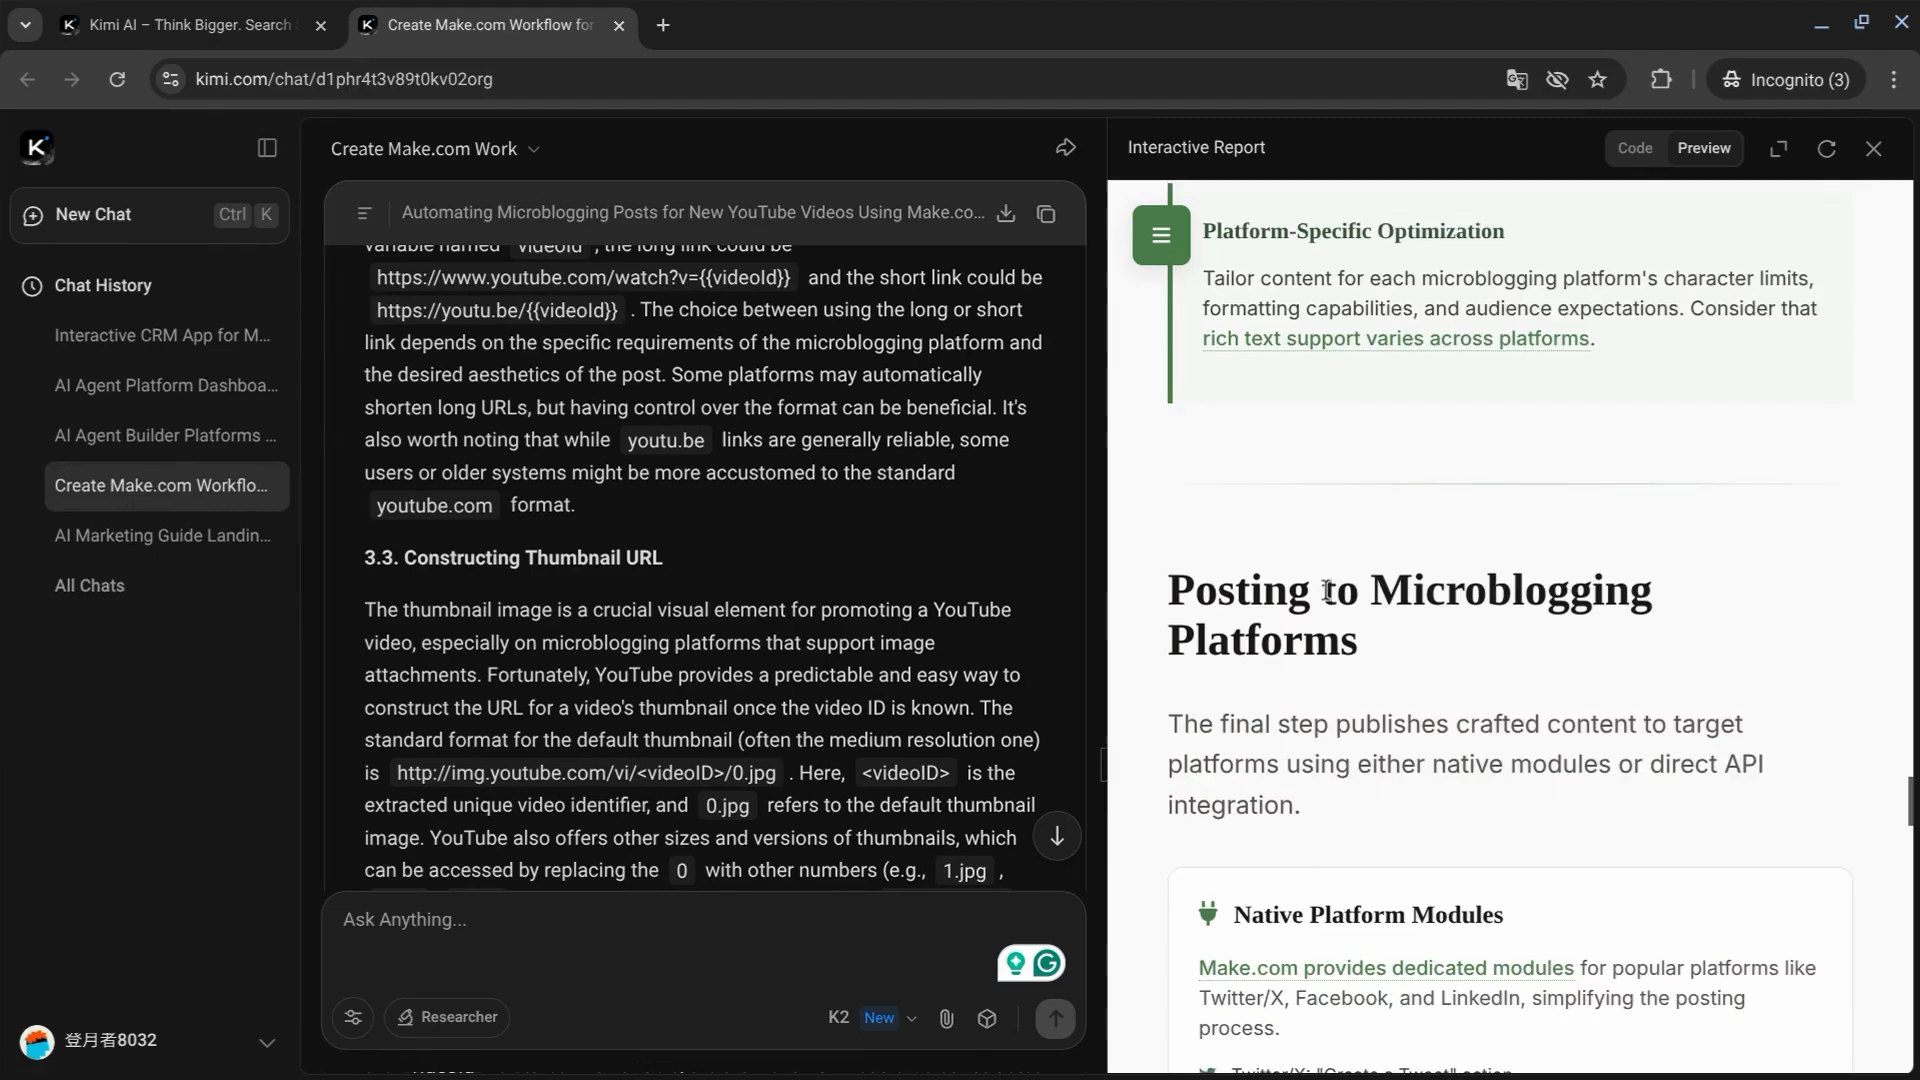 Kimi AI – Think Bigger. Search
Create Make.com Workflow for
kimi.com/chat/d1phr4t3v89t0kv02org
Incognito (3)
New Chat
Ctrl
K
Chat History
Interactive CRM App for M...
AI Agent Platform Dashboa...
AI Agent Builder Platforms ...
Create Make.com Workflo...
AI Marketing Guide Landin...
All Chats
登月者8032
Create Make.com Work
Automating Microblogging Posts for New YouTube Videos Using Make.co...
variable named videoId , the long link could be
https://www.youtube.com/watch?v={{videoId}} and the short link could be
https://youtu.be/{{videoId}} . The choice between using the long or short
link depends on the specific requirements of the microblogging platform and
the desired aesthetics of the post. Some platforms may automatically
shorten long URLs, but having control over the format can be beneficial. It's
also worth noting that while youtu.be links are generally reliable, some
users or older systems might be more accustomed to the standard
youtube.com format.
3.3. Constructing Thumbnail URL
The thumbnail image is a crucial visual element for promoting a YouTube
video, especially on microblogging platforms that support image
attachments. Fortunately, YouTube provides a predictable and easy way to
construct the URL for a video's thumbnail once the video ID is known. The
standard format for the default thumbnail (often the medium resolution one)
is http://img.youtube.com/vi/<videoID>/0.jpg . Here, <videoID> is the
extracted unique video identifier, and 0.jpg refers to the default thumbnail
image. YouTube also offers other sizes and versions of thumbnails, which
can be accessed by replacing the 0 with other numbers (e.g., 1.jpg ,
Ask Anything...
Researcher
K2
New
Interactive Report
Code
Preview
Platform-Specific Optimization
Tailor content for each microblogging platform's character limits,
formatting capabilities, and audience expectations. Consider that
rich text support varies across platforms.
Posting to Microblogging
Platforms
The final step publishes crafted content to target
platforms using either native modules or direct API
integration.
Native Platform Modules
Make.com provides dedicated modules for popular platforms like
Twitter/X, Facebook, and LinkedIn, simplifying the posting
process.
Twitter/X: "Create a Tweet" action